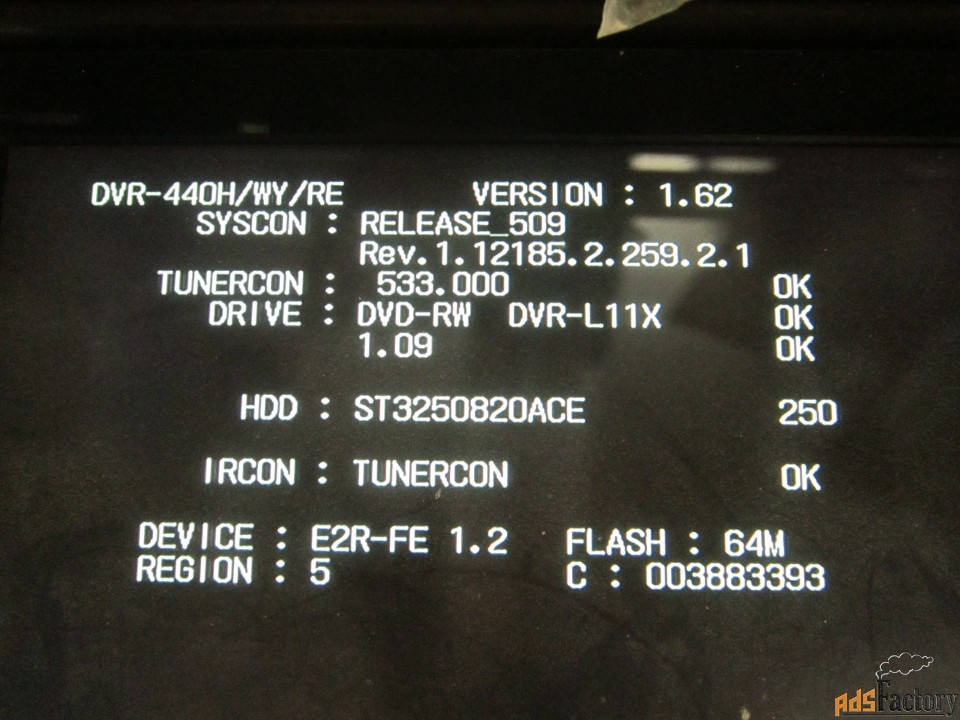 DVR-440H/WY/RE VERSION : 1.62
SYSCON : RELEASE_509
Rev.1.12185.2.259.2.1
TUNERCON : 533.000 OK
DRIVE : DVD-RW DVR-L11X OK
1.09 OK
HDD : ST3250820ACE 250
IRCON : TUNERCON OK
DEVICE : E2R-FE 1.2 FLASH : 64M
REGION : 5 C : 003883393
AdsFactory